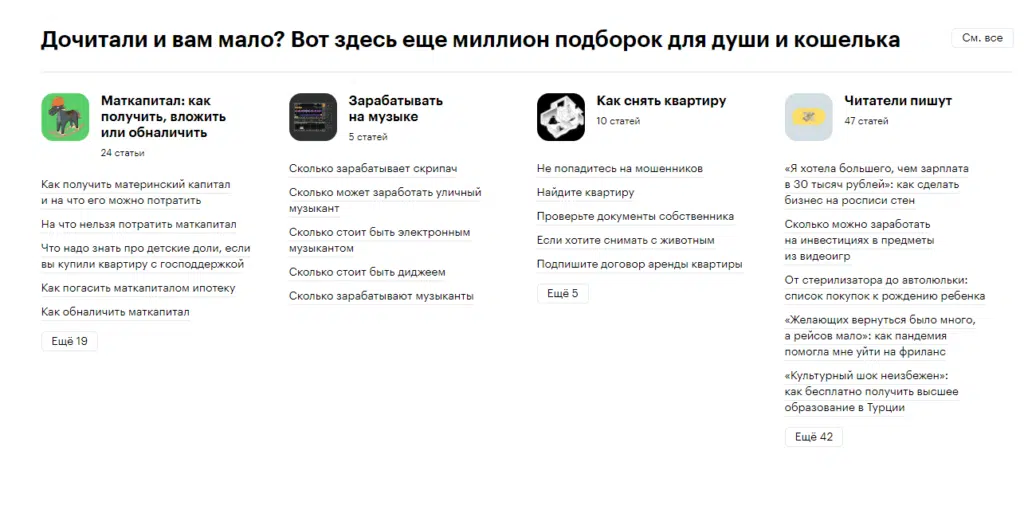 Дочитали и вам мало? Вот здесь еще миллион подборок для души и кошелька
См. все
Маткапитал: как
получить, вложить
или обналичить
24 статьи
Как получить материнский капитал
и на что его можно потратить
На что нельзя потратить маткапитал
Что надо знать про детские доли, если
вы купили квартиру с господдержкой
Как погасить маткапиталом ипотеку
Как обналичить маткапитал
Ещё 19
Зарабатывать
на музыке
5 статей
Сколько зарабатывает скрипач
Сколько может заработать уличный
музыкант
Сколько стоит быть электронным
музыкантом
Сколько стоит быть диджеем
Сколько зарабатывают музыканты
Как снять квартиру
10 статей
Не попадитесь на мошенников
Найдите квартиру
Проверьте документы собственника
Если хотите снимать с животным
Подпишите договор аренды квартиры
Ещё 5
Читатели пишут
47 статей
«Я хотела большего, чем зарплата
в 30 тысяч рублей»: как сделать
бизнес на росписи стен
Сколько можно заработать
на инвестициях в предметы
из видеоигр
От стерилизатора до автолюльки:
список покупок к рождению ребенка
«Желающих вернуться было много,
а рейсов мало»: как пандемия
помогла мне уйти на фриланс
«Культурный шок неизбежен»:
как бесплатно получить высшее
образование в Турции
Ещё 42